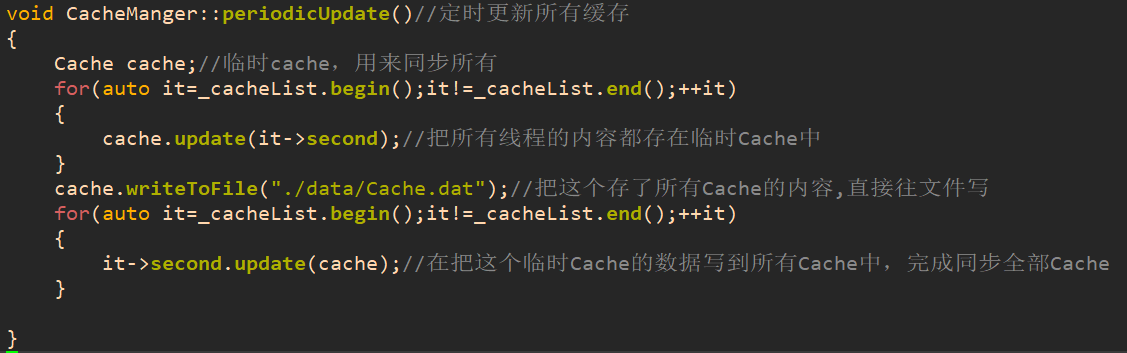 void CacheManger::periodicUpdate()//定时更新所有缓存
{
    Cache cache;//临时cache，用来同步所有
    for(auto it=_cacheList.begin();it!=_cacheList.end();++it)
    {
        cache.update(it->second);//把所有线程的内容都存在临时Cache中
    }
    cache.writeToFile("./data/Cache.dat");//把这个存了所有Cache的内容,直接往文件写
    for(auto it=_cacheList.begin();it!=_cacheList.end();++it)
    {
        it->second.update(cache);//在把这个临时Cache的数据写到所有Cache中，完成同步全部Cache
    }
}